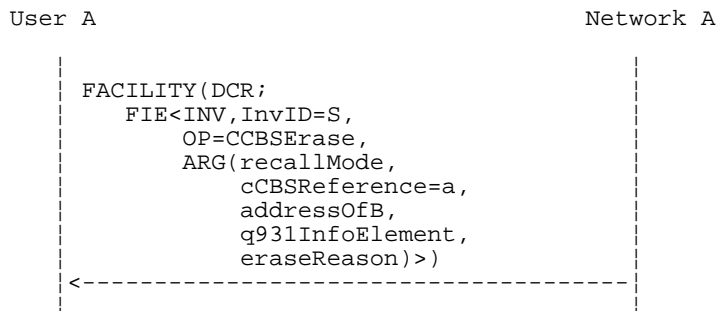 User A Network A
FACILITY(DCR;
FIE<INV,InvID=S,
OP=CCBSErase,
ARG(recallMode,
cCBSReference=a,
addressOfB,
q931InfoElement,
eraseReason)>)